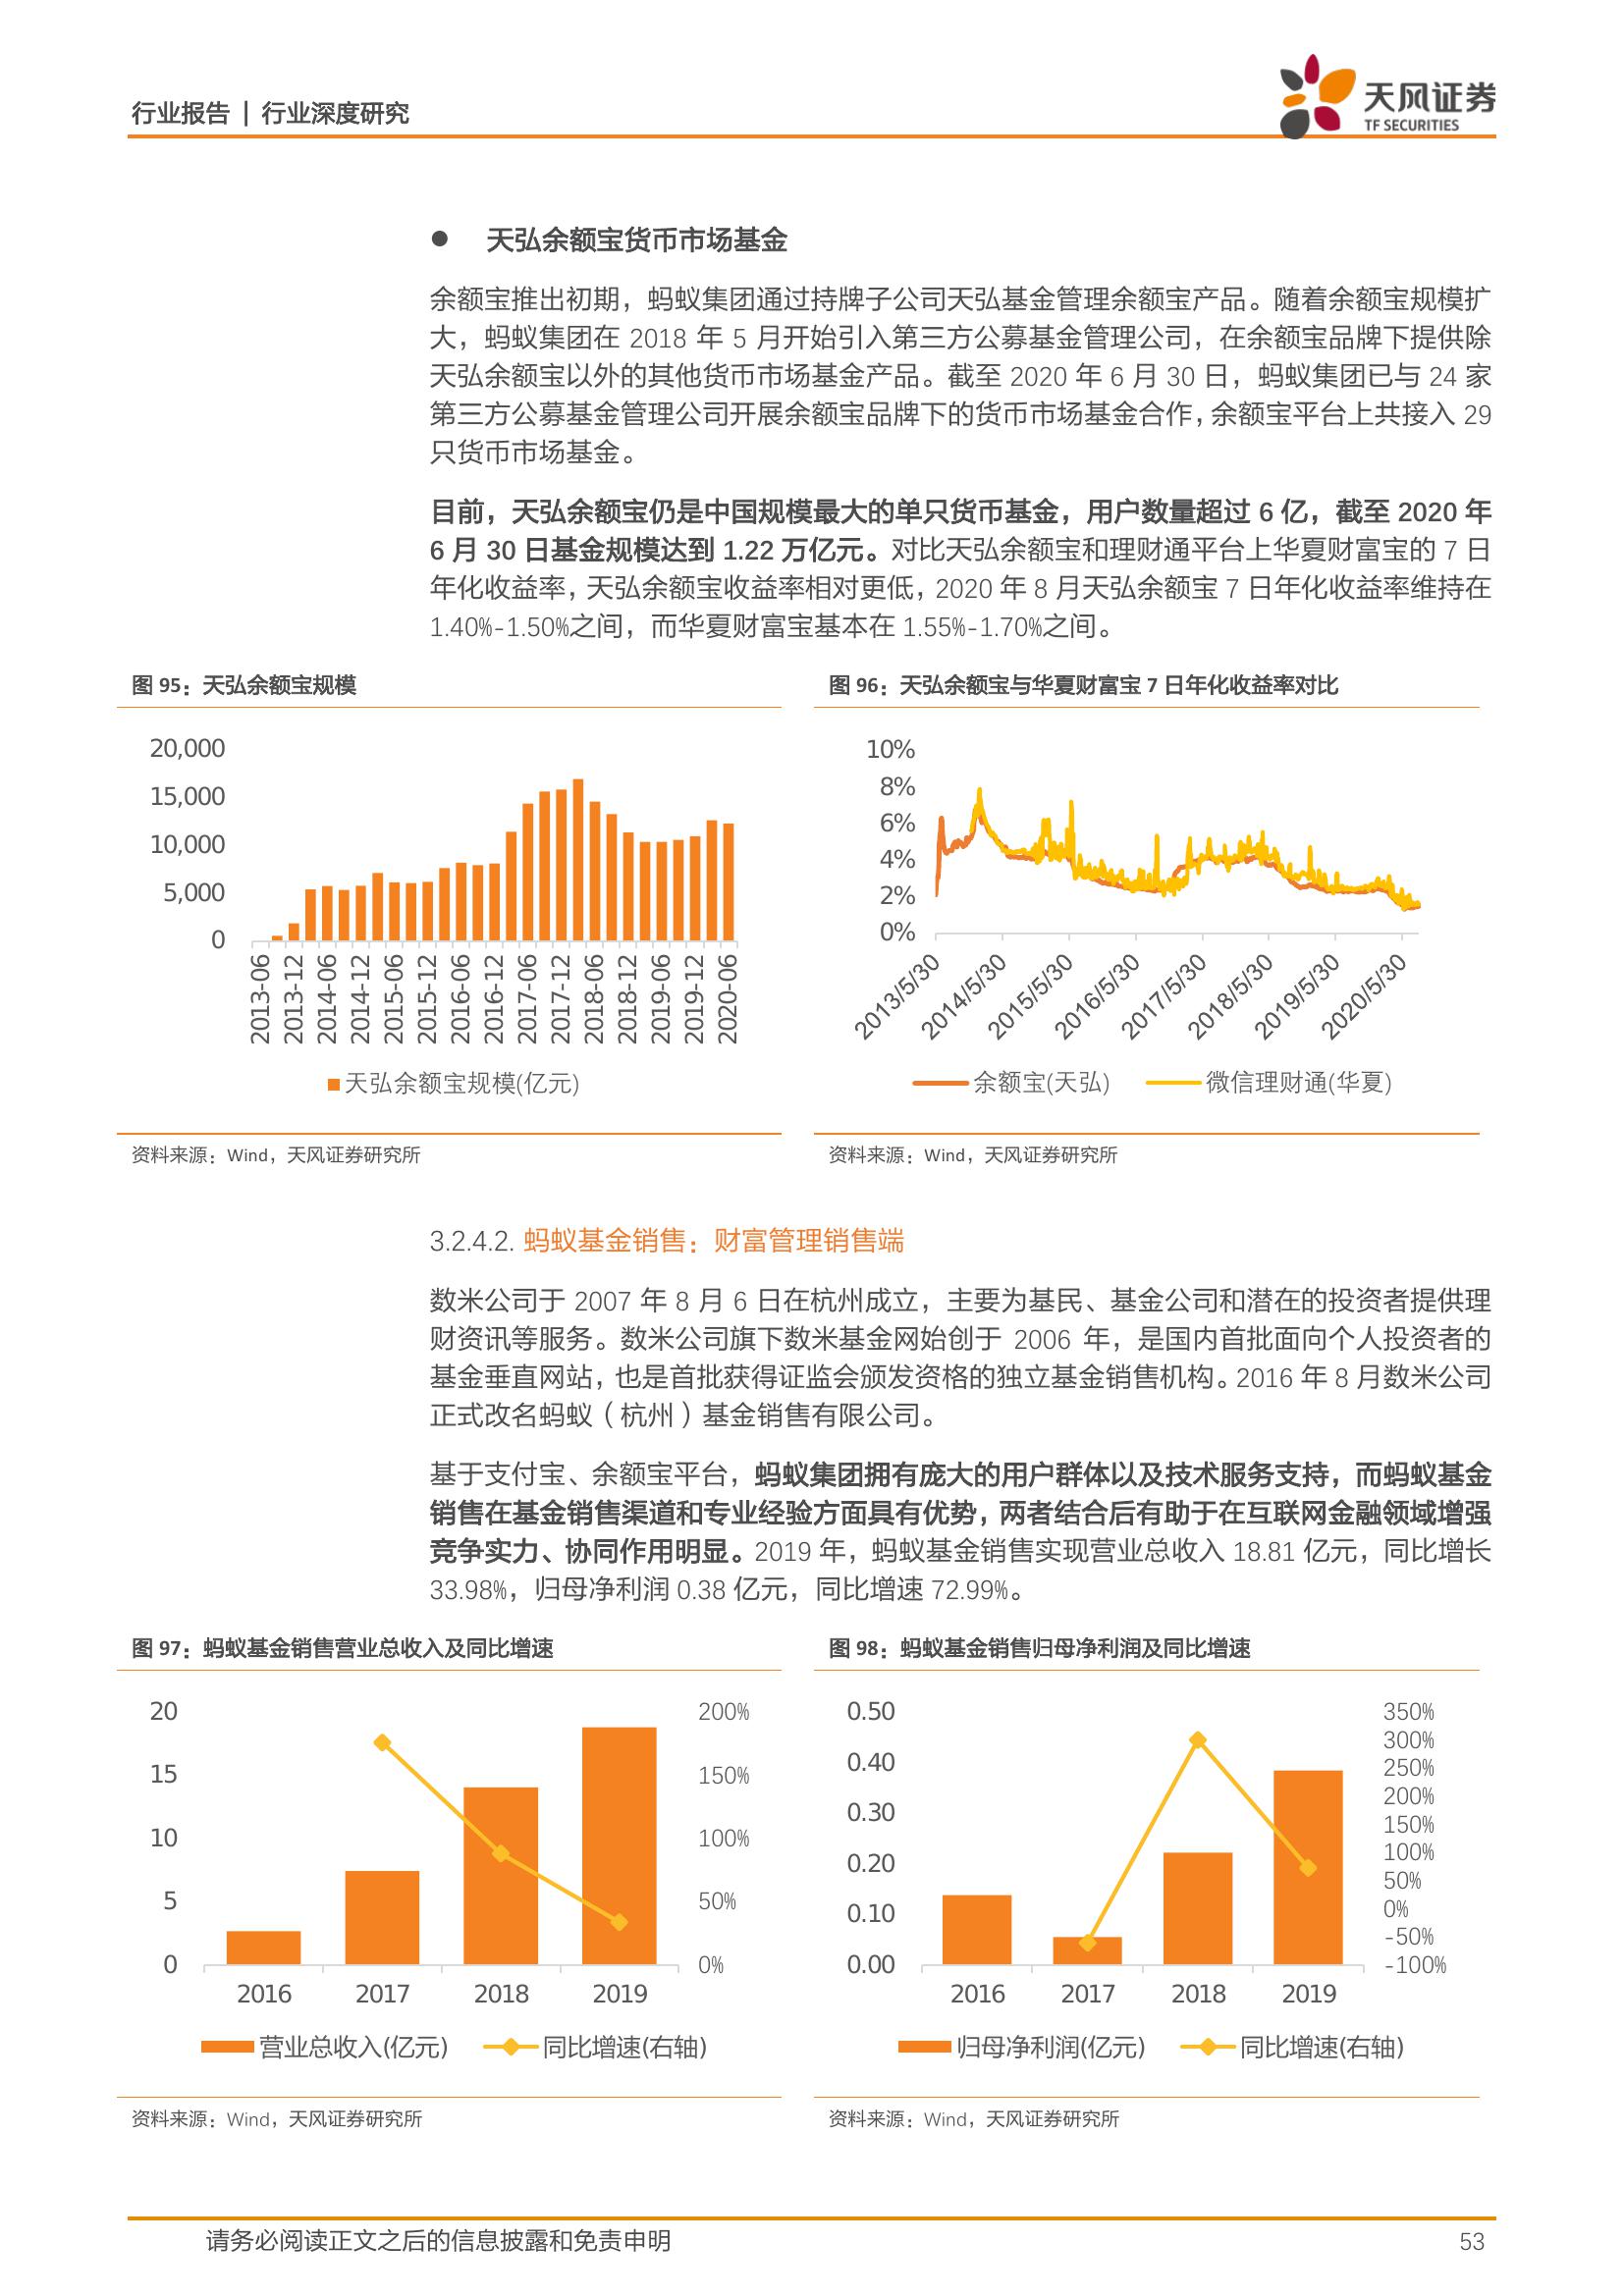 行业报告 | 行业深度研究
天风证券
TF SECURITIES
● 天弘余额宝货币市场基金
余额宝推出初期，蚂蚁集团通过持牌子公司天弘基金管理余额宝产品。随着余额宝规模扩
大，蚂蚁集团在 2018 年 5 月开始引入第三方公募基金管理公司，在余额宝品牌下提供除
天弘余额宝以外的其他货币市场基金产品。截至 2020 年 6 月 30 日，蚂蚁集团已与 24 家
第三方公募基金管理公司开展余额宝品牌下的货币市场基金合作，余额宝平台上共接入 29
只货币市场基金。
目前，天弘余额宝仍是中国规模最大的单只货币基金，用户数量超过 6 亿，截至 2020 年
6 月 30 日基金规模达到 1.22 万亿元。对比天弘余额宝和理财通平台上华夏财富宝的 7 日
年化收益率，天弘余额宝收益率相对更低，2020 年 8 月天弘余额宝 7 日年化收益率维持在
1.40%-1.50%之间，而华夏财富宝基本在 1.55%-1.70%之间。
图 95：天弘余额宝规模
20,000
15,000
10,000
5,000
0
2013-06
2013-12
2014-06
2014-12
2015-06
2015-12
2016-06
2016-12
2017-06
2017-12
2018-06
2018-12
2019-06
2019-12
2020-06
天弘余额宝规模(亿元)
资料来源：Wind，天风证券研究所
图 96：天弘余额宝与华夏财富宝 7 日年化收益率对比
10%
8%
6%
4%
2%
0%
2013/5/30
2014/5/30
2015/5/30
2016/5/30
2017/5/30
2018/5/30
2019/5/30
2020/5/30
余额宝(天弘) 微信理财通(华夏)
资料来源：Wind，天风证券研究所
3.2.4.2. 蚂蚁基金销售：财富管理销售端
数米公司于 2007 年 8 月 6 日在杭州成立，主要为基民、基金公司和潜在的投资者提供理
财资讯等服务。数米公司旗下数米基金网始创于 2006 年，是国内首批面向个人投资者的
基金垂直网站，也是首批获得证监会颁发资格的独立基金销售机构。2016 年 8 月数米公司
正式改名蚂蚁（杭州）基金销售有限公司。
基于支付宝、余额宝平台，蚂蚁集团拥有庞大的用户群体以及技术服务支持，而蚂蚁基金
销售在基金销售渠道和专业经验方面具有优势，两者结合后有助于在互联网金融领域增强
竞争实力、协同作用明显。2019 年，蚂蚁基金销售实现营业总收入 18.81 亿元，同比增长
33.98%，归母净利润 0.38 亿元，同比增速 72.99%。
图 97：蚂蚁基金销售营业总收入及同比增速
20
15
10
5
0
200%
150%
100%
50%
0%
2016 2017 2018 2019
营业总收入(亿元) 同比增速(右轴)
资料来源：Wind，天风证券研究所
图 98：蚂蚁基金销售归母净利润及同比增速
0.50
0.40
0.30
0.20
0.10
0.00
350%
300%
250%
200%
150%
100%
50%
0%
-50%
-100%
2016 2017 2018 2019
归母净利润(亿元) 同比增速(右轴)
资料来源：Wind，天风证券研究所
请务必阅读正文之后的信息披露和免责申明
53